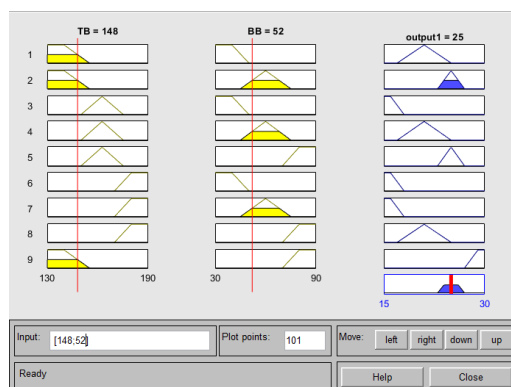 TB = 148
BB = 52
output1 = 25
1
2
3
4
5
6
7
8
9
130 190
30 90
15 30
Input: [148;52]
Plot points: 101
Move: left right down up
Ready
Help
Close